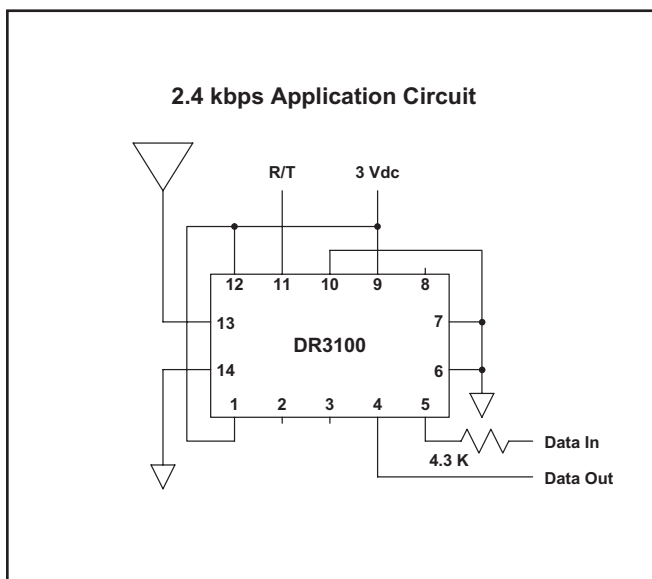 2.4 kbps Application Circuit
R/T 3 Vdc
12 11 10 9 8
13 7
DR3100
14 6
1 2 3 4 5
4.3 K Data In
Data Out